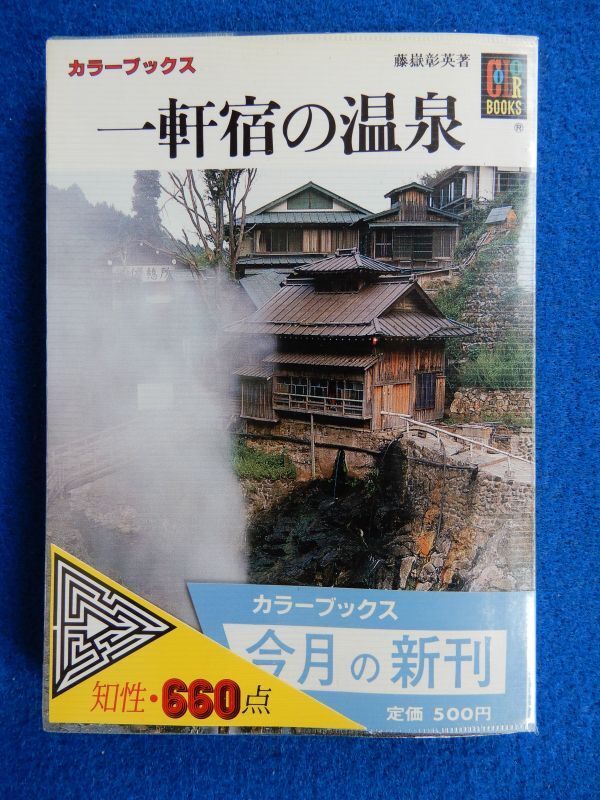 カラーブックス
藤嶽彰英著
COLOR
BOOKS
®
一軒宿の温泉
カラーブックス
今月の新刊
定価 500円
知性・660点